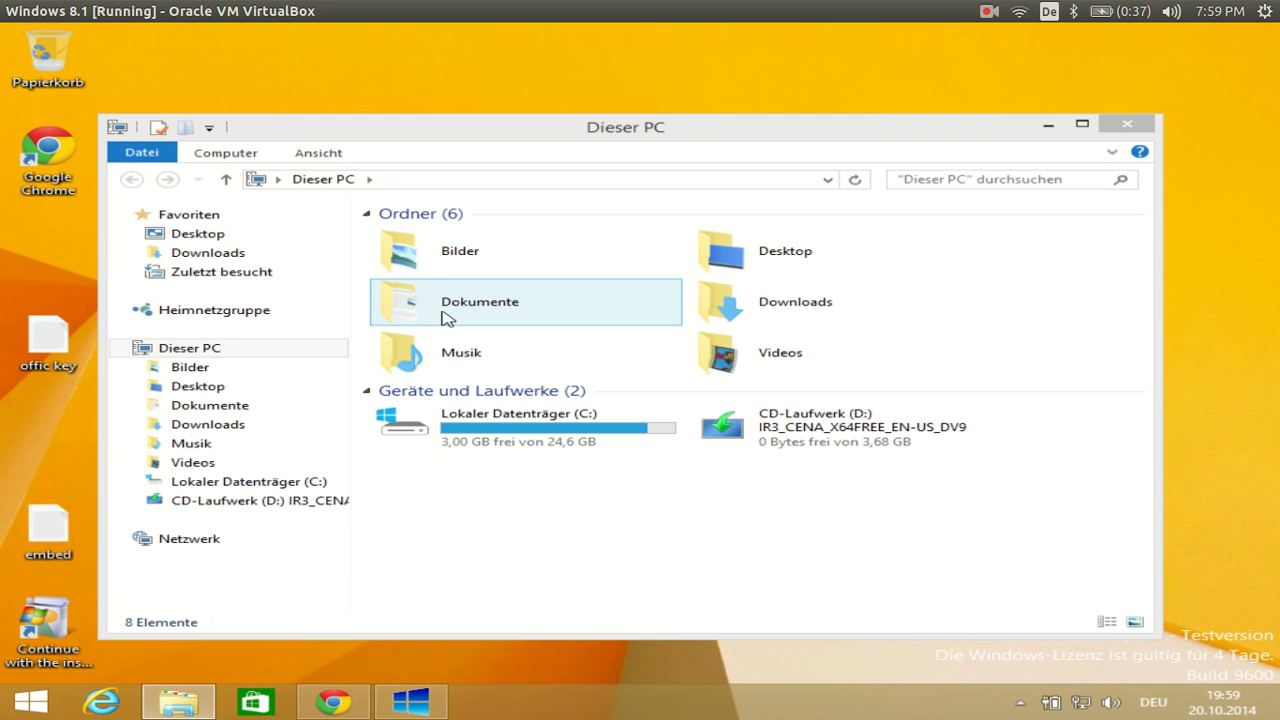 Windows 8.1 [Running] - Oracle VM VirtualBox
De
(0:37)
7:59 PM
Papierkorb
Google
Chrome
offic key
embed
Continue
with the ins...
Dieser PC
Datei
Computer
Ansicht
Dieser PC
"Dieser PC" durchsuchen
Favoriten
Desktop
Downloads
Zuletzt besucht
Heimnetzgruppe
Dieser PC
Bilder
Desktop
Dokumente
Downloads
Musik
Videos
Lokaler Datenträger (C:)
CD-Laufwerk (D:) IR3_CENA
Netzwerk
Ordner (6)
Bilder
Desktop
Dokumente
Downloads
Musik
Videos
Geräte und Laufwerke (2)
Lokaler Datenträger (C:)
3,00 GB frei von 24,6 GB
CD-Laufwerk (D:)
IR3_CENA_X64FREE_EN-US_DV9
0 Bytes frei von 3,68 GB
8 Elemente
- Testversion
Die Windows-Lizenz ist gültig für 4 Tage.
Build 9600
DEU
19:59
20.10.2014